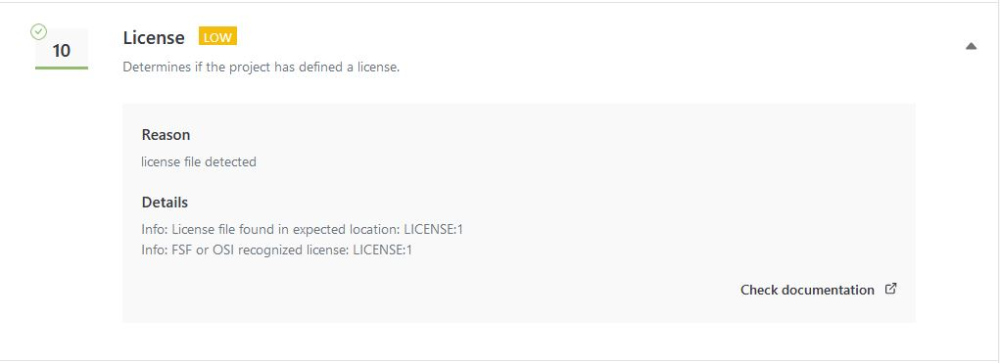 10
License LOW
Determines if the project has defined a license.
Reason
license file detected
Details
Info: License file found in expected location: LICENSE:1
Info: FSF or OSI recognized license: LICENSE:1
Check documentation